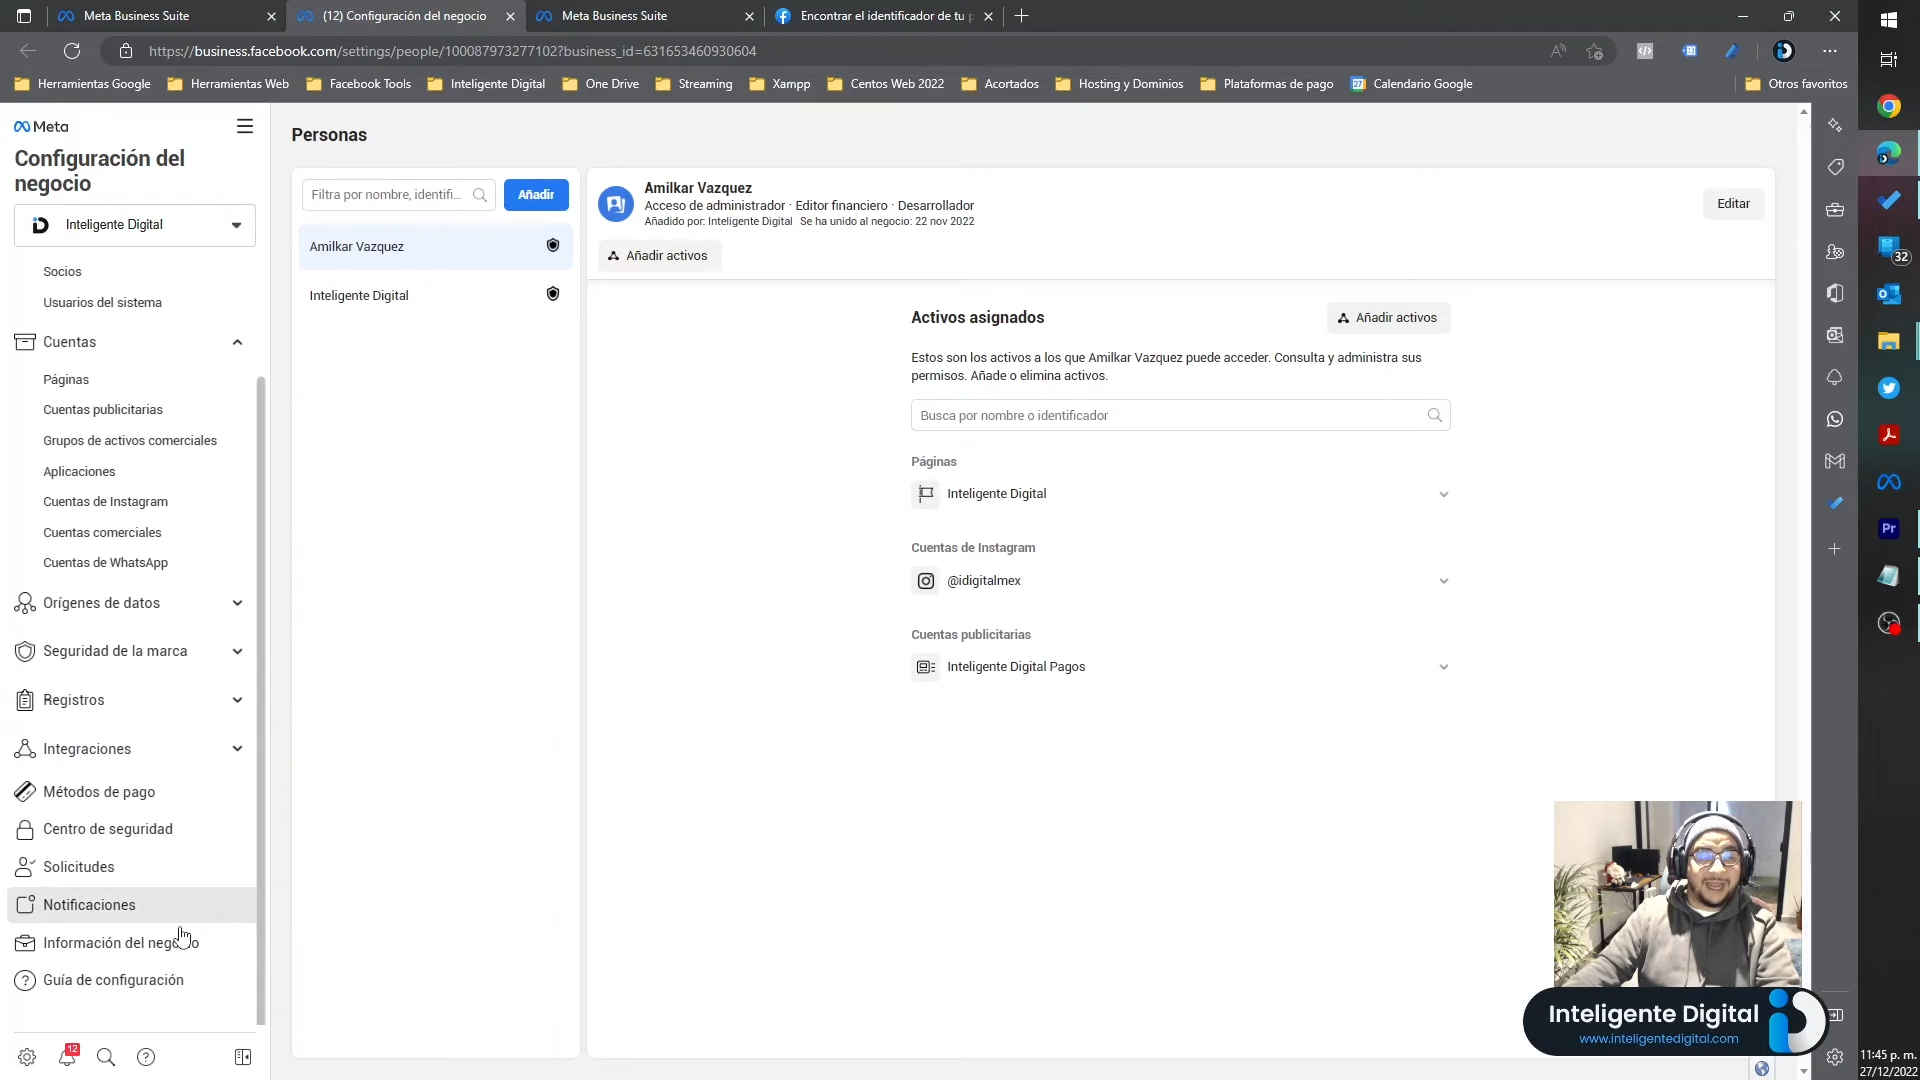 Meta Business Suite
(12) Configuración del negocio
Meta Business Suite
Encontrar el identificador de tu p
https://business.facebook.com/settings/people/100087973277102?business_id=631653460930604
Herramientas Google
Herramientas Web
Facebook Tools
Inteligente Digital
One Drive
Streaming
Xampp
Centos Web 2022
Acortados
Hosting y Dominios
Plataformas de pago
27
Calendario Google
Otros favoritos
Meta
Configuración del
negocio
Inteligente Digital
Socios
Usuarios del sistema
Cuentas
Páginas
Cuentas publicitarias
Grupos de activos comerciales
Aplicaciones
Cuentas de Instagram
Cuentas comerciales
Cuentas de WhatsApp
Orígenes de datos
Seguridad de la marca
Registros
Integraciones
Métodos de pago
Centro de seguridad
Solicitudes
Notificaciones
Información del negocio
Guía de configuración
12
Personas
Filtra por nombre, identifi...
Añadir
Amilkar Vazquez
Inteligente Digital
Amilkar Vazquez
Acceso de administrador · Editor financiero · Desarrollador
Añadido por: Inteligente Digital Se ha unido al negocio: 22 nov 2022
Editar
Añadir activos
Activos asignados
Añadir activos
Estos son los activos a los que Amilkar Vazquez puede acceder. Consulta y administra sus
permisos. Añade o elimina activos.
Busca por nombre o identificador
Páginas
Inteligente Digital
Cuentas de Instagram
@idigitalmex
Cuentas publicitarias
Inteligente Digital Pagos
Inteligente Digital
www.inteligentedigital.com
32
Pr
11:45 p. m.
27/12/2022